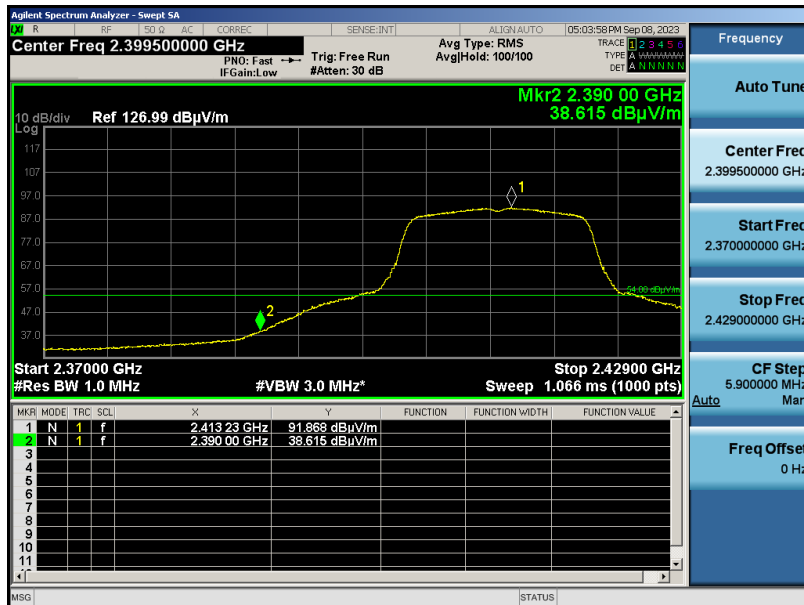 Agilent Spectrum Analyzer - Swept SA
LXI R RF 50 Ω AC CORREC SENSE:INT ALIGN AUTO 05:03:58 PM Sep 08, 2023
Center Freq 2.399500000 GHz
PNO: Fast
IFGain:Low
Trig: Free Run
#Atten: 30 dB
Avg Type: RMS
Avg|Hold: 100/100
TRACE 1 2 3 4 5 6
TYPE A
DET A N N N N N
Mkr2 2.390 00 GHz
38.615 dBµV/m
10 dB/div Ref 126.99 dBµV/m
Log
117
107
97.0
87.0
77.0
67.0
57.0
47.0
37.0
1
2
54.00 dBµV/m
Start 2.37000 GHz Stop 2.42900 GHz
#Res BW 1.0 MHz #VBW 3.0 MHz* Sweep 1.066 ms (1000 pts)
MKR MODE TRC SCL X Y FUNCTION FUNCTION WIDTH FUNCTION VALUE
1 N 1 f 2.413 23 GHz 91.868 dBµV/m
2 N 1 f 2.390 00 GHz 38.615 dBµV/m
3
4
5
6
7
8
9
10
11
MSG STATUS
Frequency
Auto Tune
Center Freq
2.399500000 GHz
Start Freq
2.370000000 GHz
Stop Freq
2.429000000 GHz
CF Step
5.900000 MHz
Auto Man
Freq Offset
0 Hz